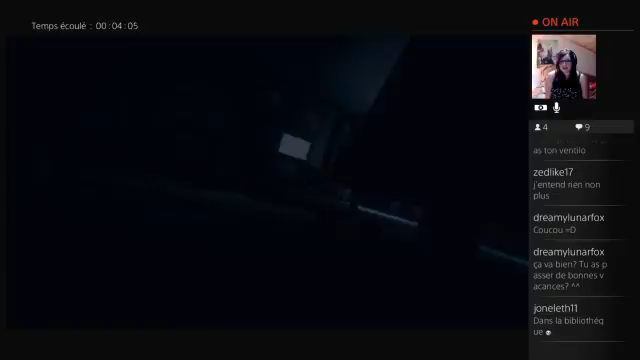 Temps écoulé : 00:04:05
ON AIR
4
9
as ton ventilo
zedlike17
j'entend rien non
plus
dreamylunarfox
Coucou =D
dreamylunarfox
ça va bien? Tu as p
asser de bonnes v
acances? ^^
joneleth11
Dans la bibliothéq
ue